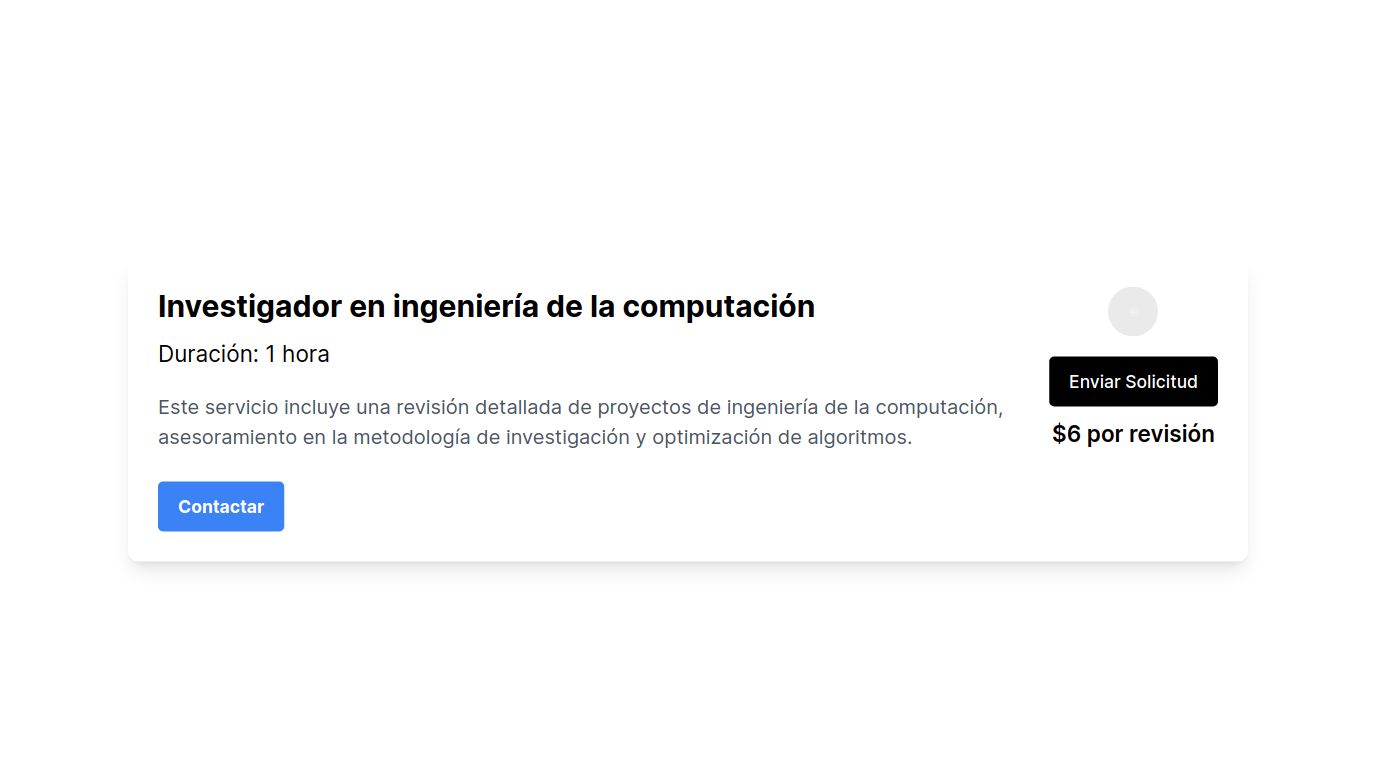 Investigador en ingeniería de la computación
Duración: 1 hora
Este servicio incluye una revisión detallada de proyectos de ingeniería de la computación,
asesoramiento en la metodología de investigación y optimización de algoritmos.
Contactar
Enviar Solicitud
$6 por revisión